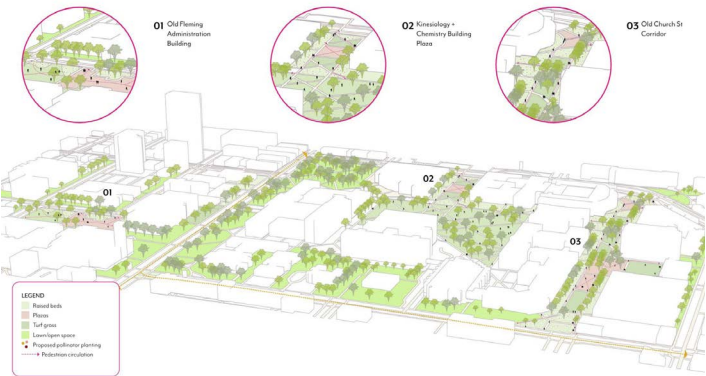 01 Old Fleming
Administration
Building
02 Kinesiology +
Chemistry Building
Plaza
03 Old Church St
Corridor
01
02
03
LEGEND
Raised beds
Plazas
Turf grass
Lawn/open space
Proposed pollinator planting
Pedestrian circulation